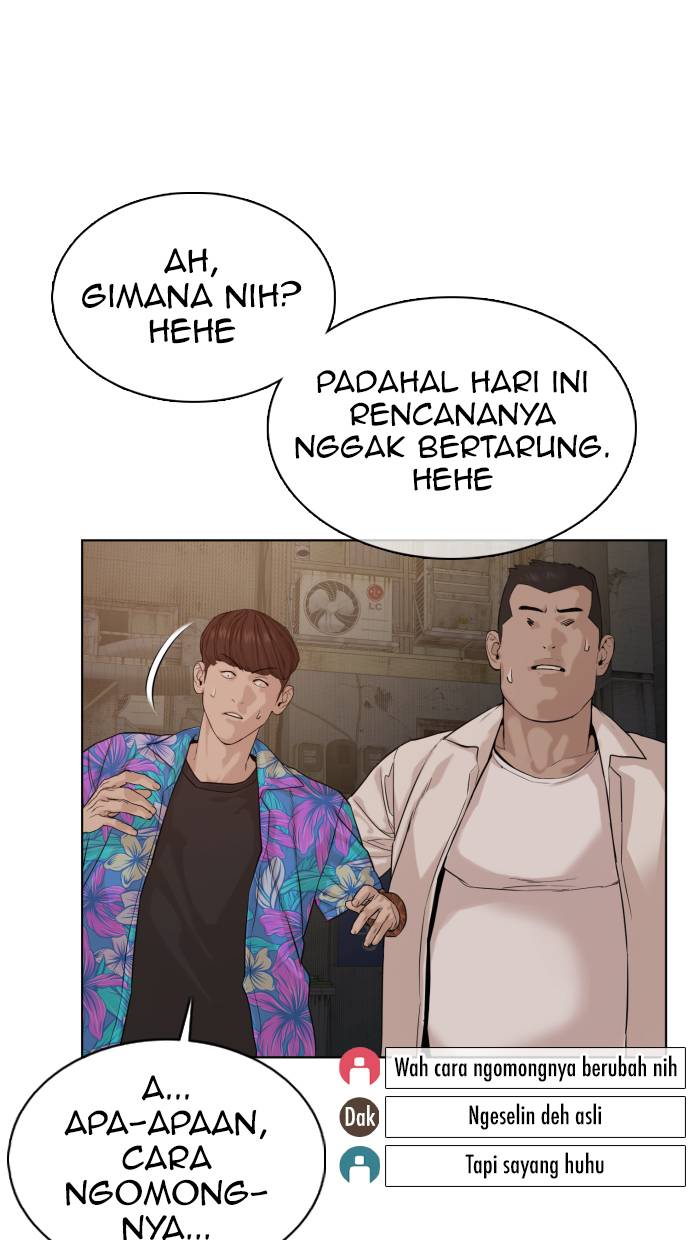 AH,
GIMANA NIH?
HEHE
PADAHAL HARI INI
RENCANANYA
NGGAK BERTARUNG.
HEHE
LC
A...
APA-APAAN,
CARA
NGOMONG-
NYA...
Wah cara ngomongnya berubah nih
Dak
Ngeselin deh asli
Tapi sayang huhu